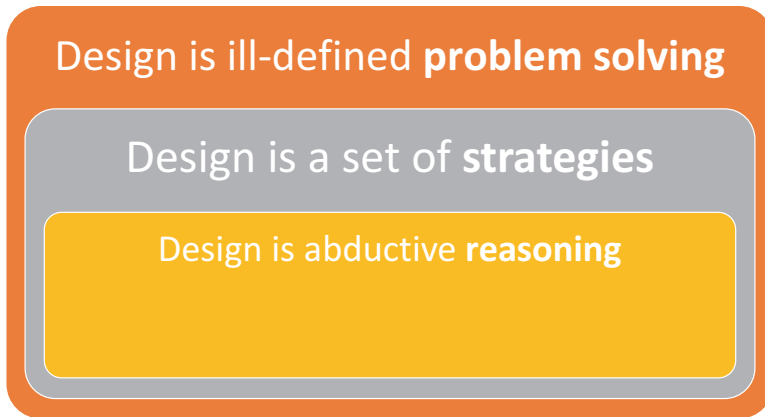 Design is ill-defined problem solving
Design is a set of strategies
Design is abductive reasoning